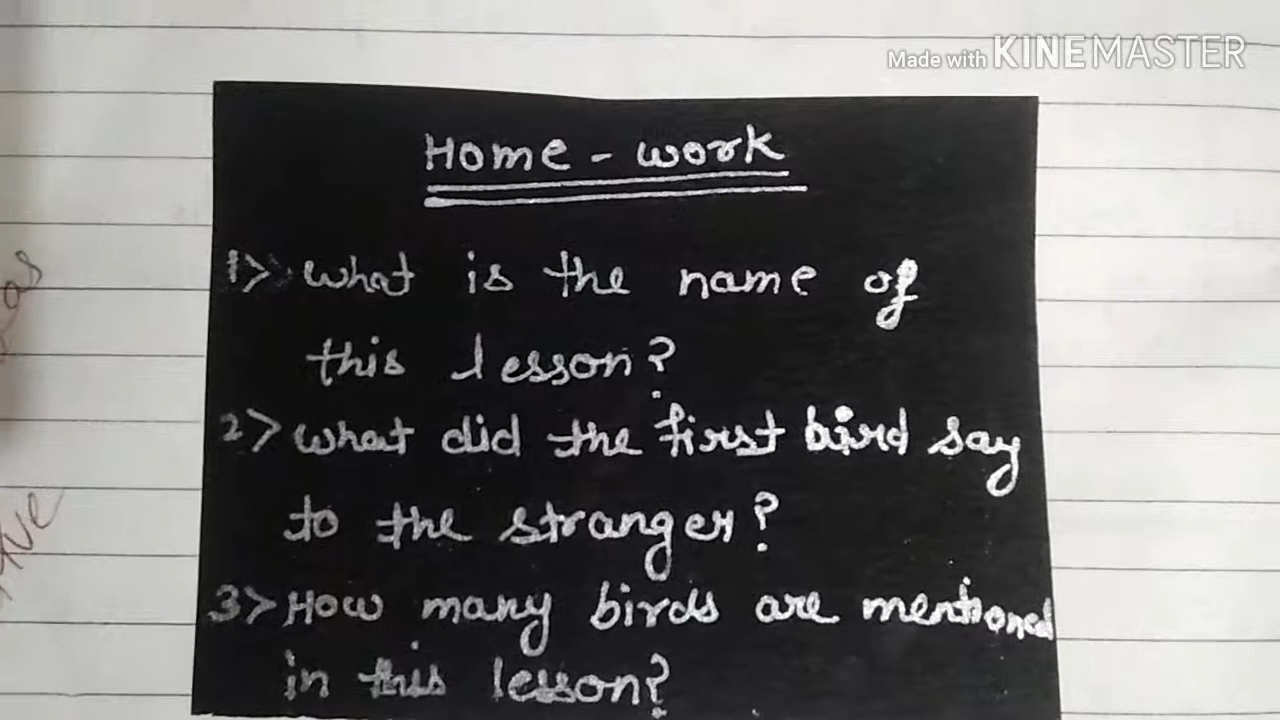 Made with KINEMASTER
Home - work
1> what is the name of
this lesson?
2> what did the first bird say
to the stranger?
3> How many birds are mentioned
in this lesson?